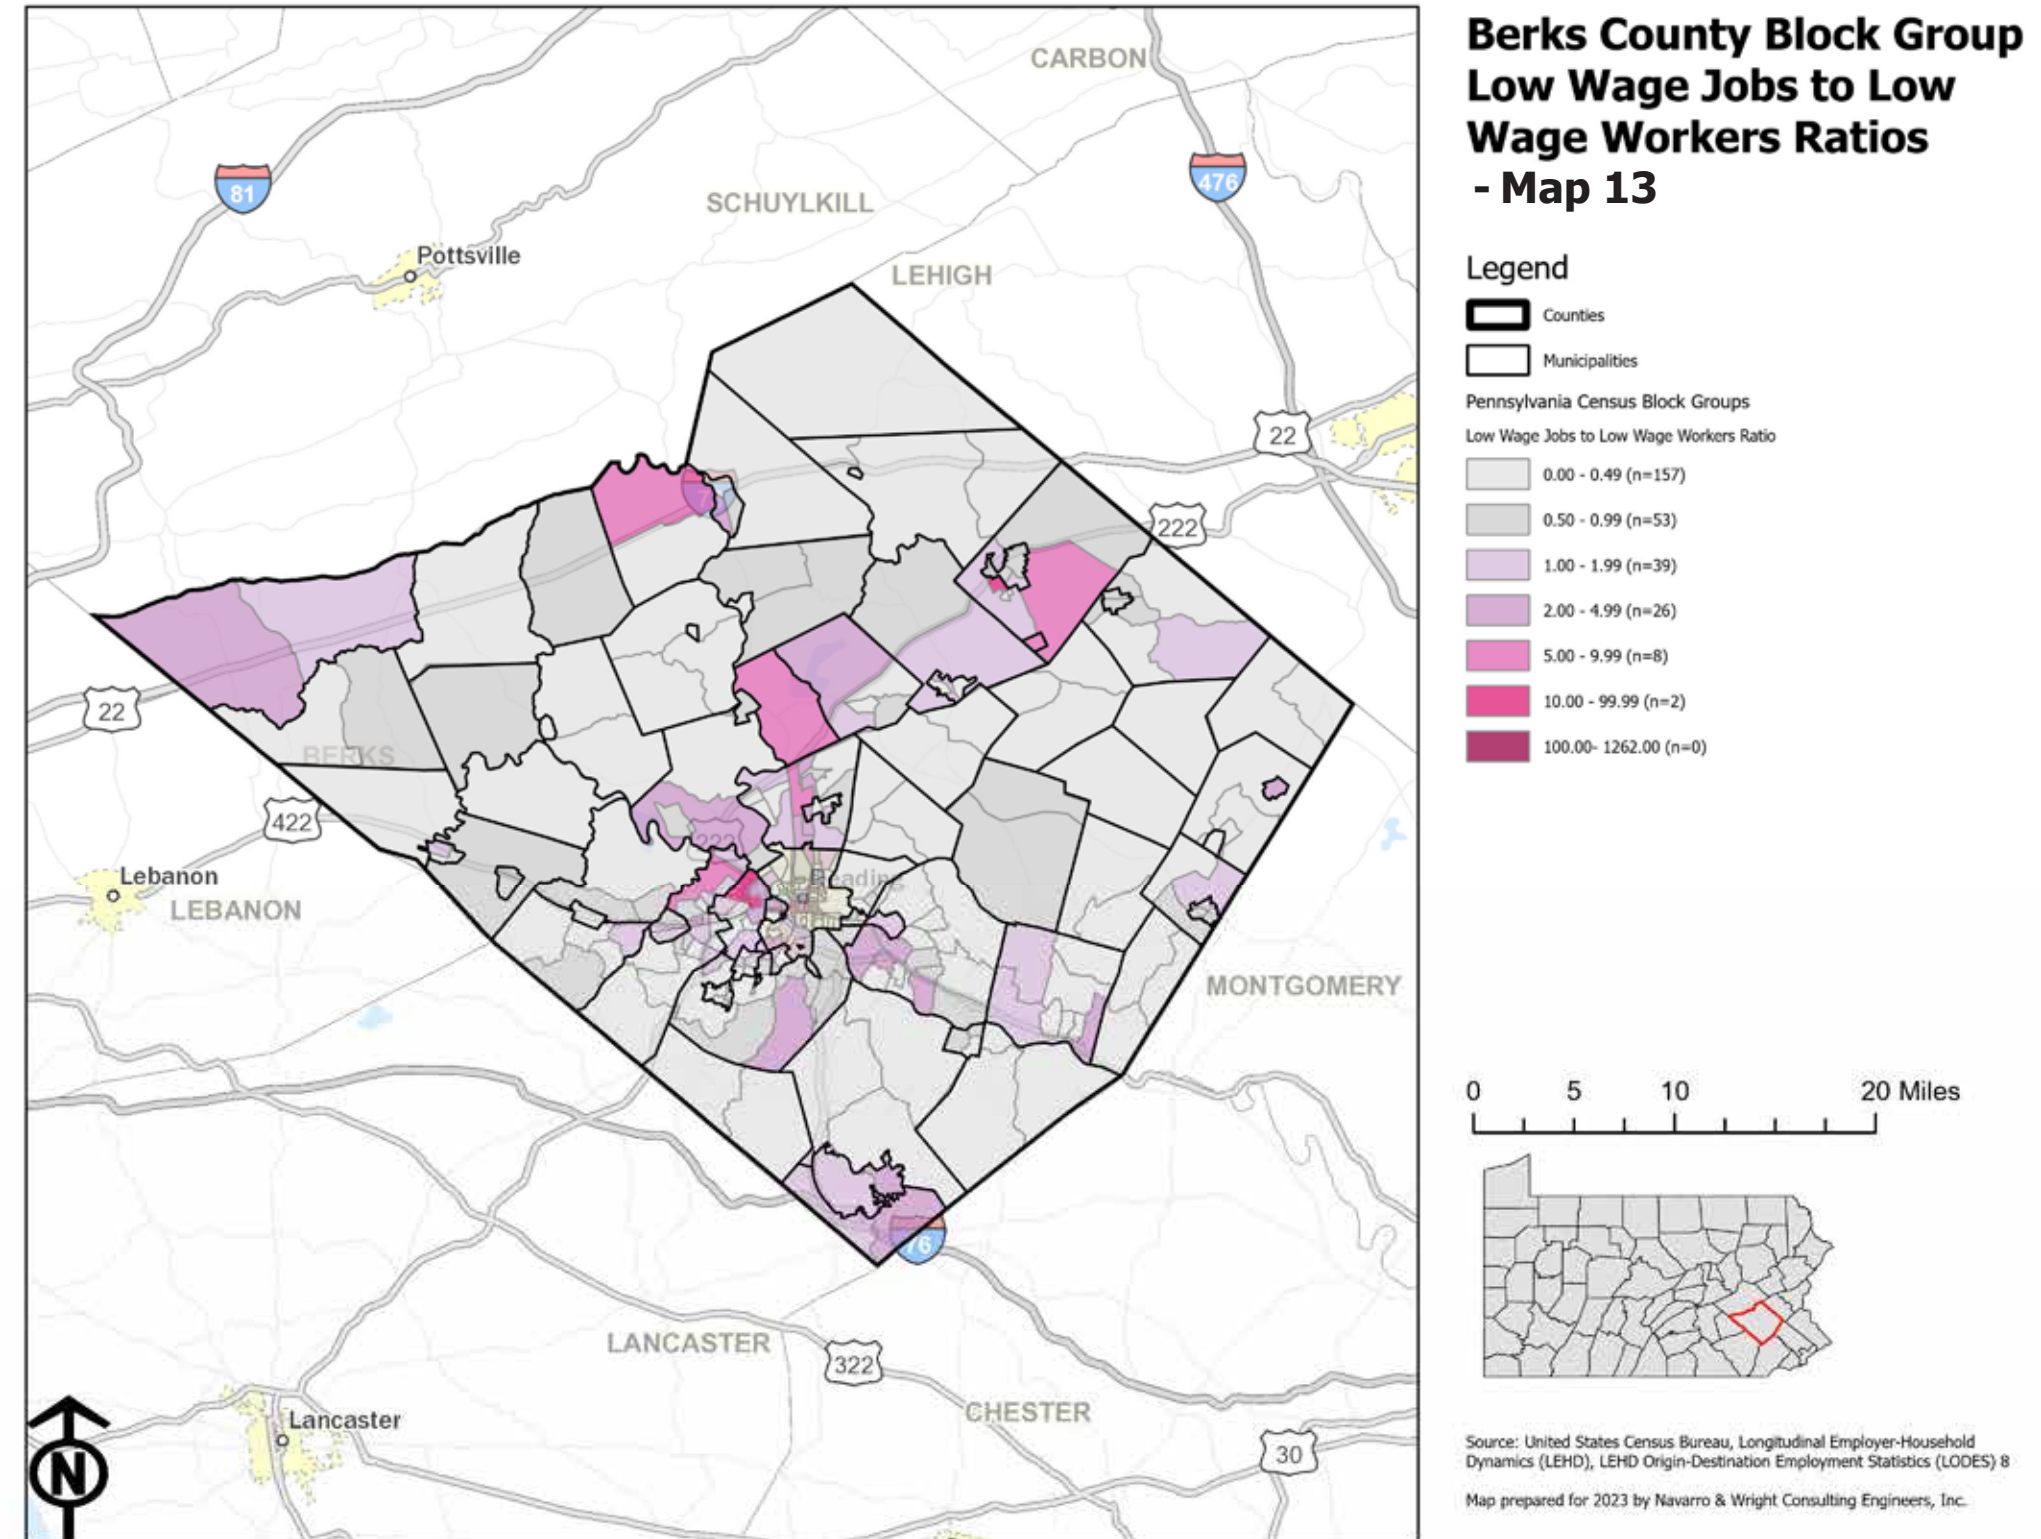 Berks County Block Group
Low Wage Jobs to Low
Wage Workers Ratios
- Map 13
Legend
Counties
Municipalities
Pennsylvania Census Block Groups
Low Wage Jobs to Low Wage Workers Ratio
0.00 - 0.49 (n=157)
0.50 - 0.99 (n=53)
1.00 - 1.99 (n=39)
2.00 - 4.99 (n=26)
5.00 - 9.99 (n=8)
10.00 - 99.99 (n=2)
100.00- 1262.00 (n=0)
0 5 10 20 Miles
Source: United States Census Bureau, Longitudinal Employer-Household
Dynamics (LEHD), LEHD Origin-Destination Employment Statistics (LODES) 8
Map prepared for 2023 by Navarro & Wright Consulting Engineers, Inc.
CARBON
81
476
SCHUYLKILL
Pottsville
LEHIGH
22
222
22
BERKS
422
222
Lebanon
Reading
LEBANON
MONTGOMERY
76
LANCASTER
322
CHESTER
Lancaster
30
N